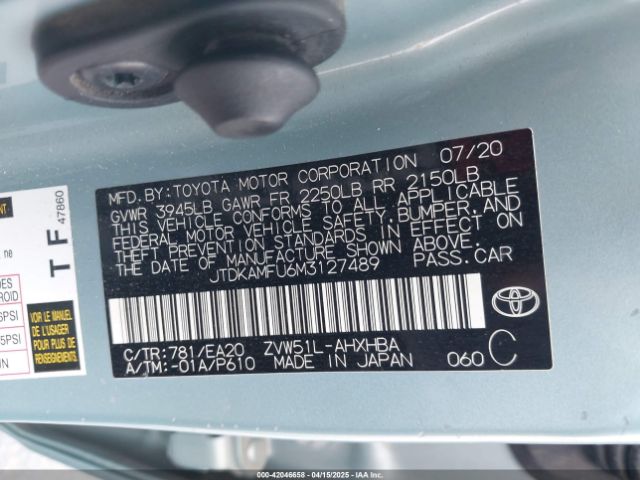 MFD. BY: TOYOTA MOTOR CORPORATION 07/20
GVWR 3945LB GAWR FR 2250LB RR 2150LB
THIS VEHICLE CONFORMS TO ALL APPLICABLE
FEDERAL MOTOR VEHICLE SAFETY, BUMPER, AND
THEFT PREVENTION STANDARDS IN EFFECT ON
THE DATE OF MANUFACTURE SHOWN ABOVE.
JTDKAMFU6M3127489 PASS. CAR
C/TR: 781/EA20 ZVW51L-AHXHBA
A/TM: -01A/P610 MADE IN JAPAN 060 C
T F
47860
VOIR LE MANUEL
DE L'USAGER
POUR PLUS DE
RENSEIGNEMENTS
000-42046658 - 04/15/2025 - IAAI.COM